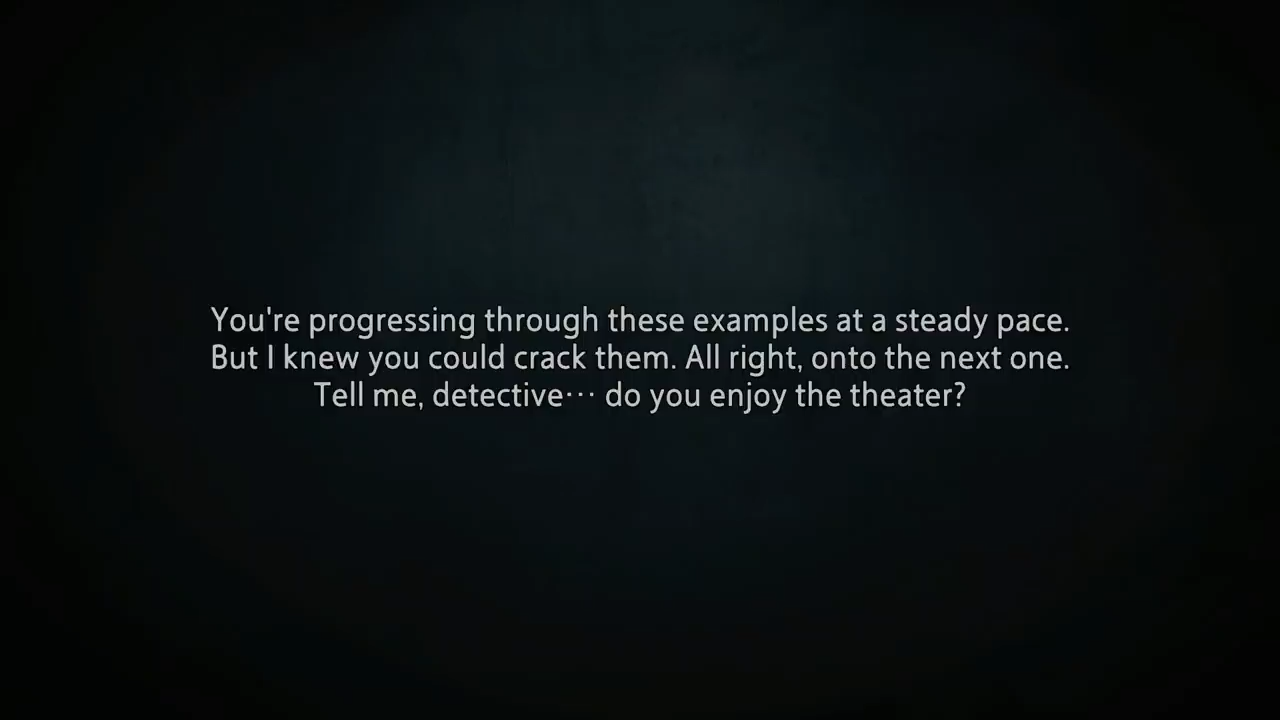 You're progressing through these examples at a steady pace.
But I knew you could crack them. All right, onto the next one.
Tell me, detective··· do you enjoy the theater?